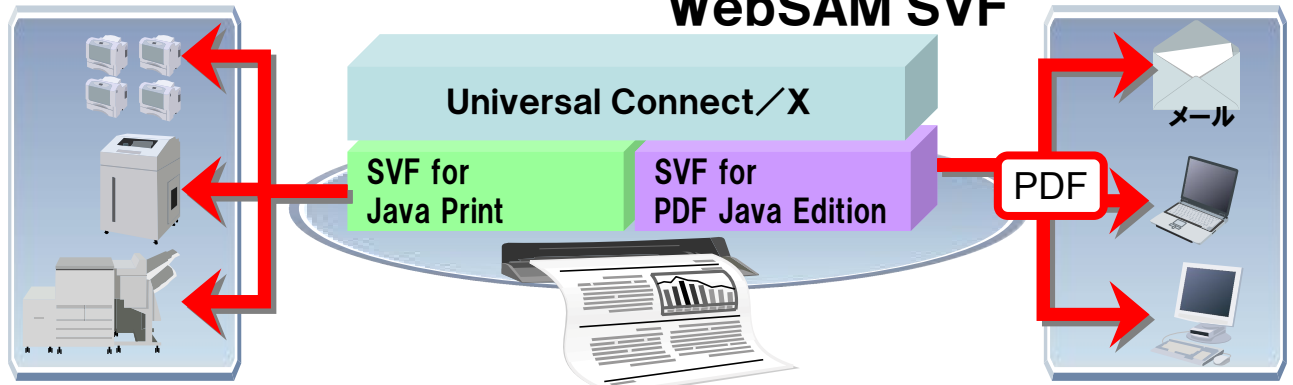 WebSAM SVF
Universal Connect／X
SVF for
Java Print
SVF for
PDF Java Edition
PDF
メール